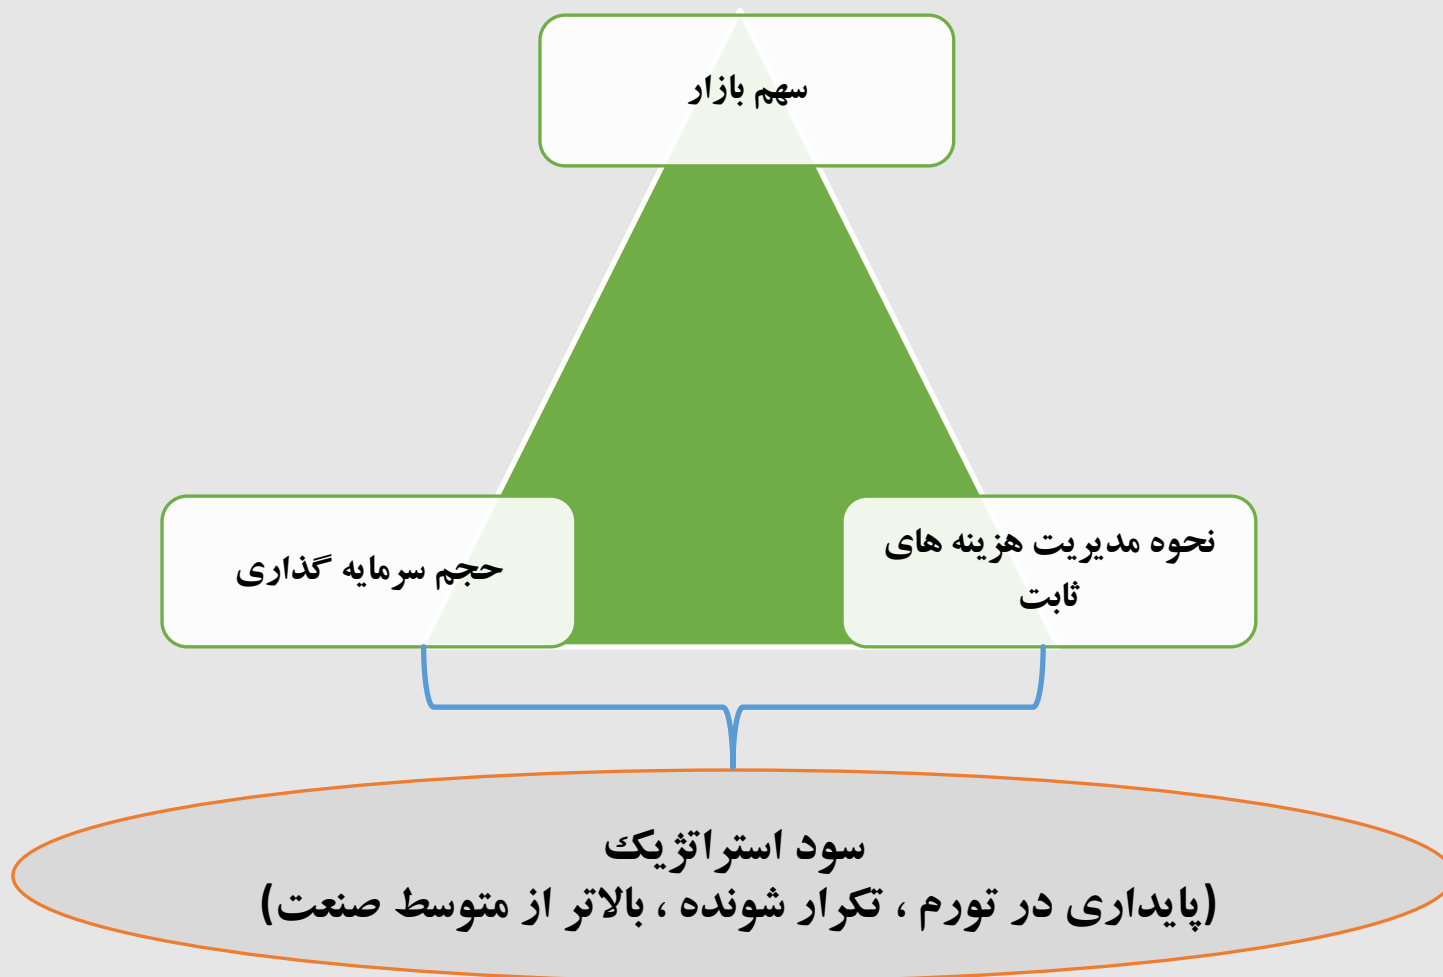 سهم بازار
نحوه مدیریت هزینه های
ثابت
حجم سرمایه گذاری
سود استراتژیک
(پایداری در تورم ، تکرار شونده ، بالاتر از متوسط صنعت)